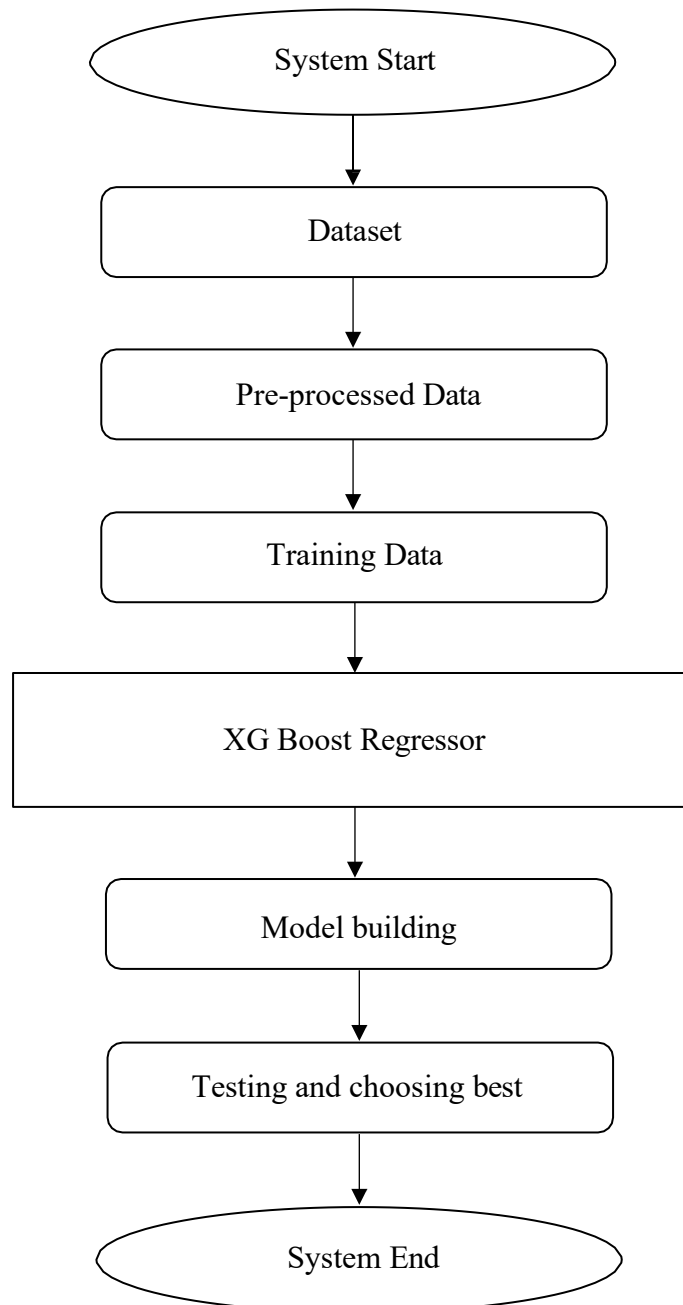 System Start
Dataset
Pre-processed Data
Training Data
XG Boost Regressor
Model building
Testing and choosing best
System End